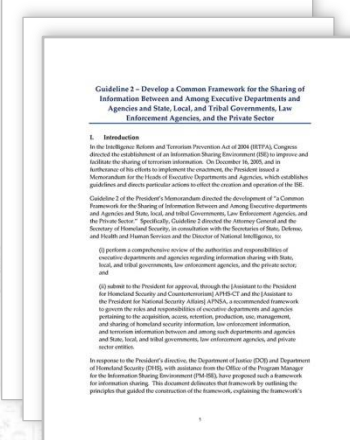 Guideline 2 – Develop a Common Framework for the Sharing of
Information Between and Among Executive Departments and
Agencies and State, Local, and Tribal Governments, Law
Enforcement Agencies, and the Private Sector
I. Introduction
In the Intelligence Reform and Terrorism Prevention Act of 2004 (IRTPA), Congress
directed the establishment of an Information Sharing Environment (ISE) to improve and
facilitate the sharing of terrorism information. On December 16, 2005, and in
furtherance of his efforts to implement the enactment, the President issued a
Memorandum for the Heads of Executive Departments and Agencies, which establishes
guidelines and directs particular actions to effect the creation and operation of the ISE.
Guideline 2 of the President's Memorandum directed the development of "a Common
Framework for the Sharing of Information Between and Among Executive departments
and Agencies and State, local, and tribal Governments, Law Enforcement Agencies, and
the Private Sector." Specifically, Guideline 2 directed the Attorney General and the
Secretary of Homeland Security, in consultation with the Secretaries of State, Defense,
and Health and Human Services and the Director of National Intelligence, to:
(i) perform a comprehensive review of the authorities and responsibilities of
executive departments and agencies regarding information sharing with State,
local, and tribal governments, law enforcement agencies, and the private sector;
and
(ii) submit to the President for approval, through the [Assistant to the President
for Homeland Security and Counterterrorism] APHS-CT and the [Assistant to
the President for National Security Affairs] APNSA, a recommended framework
to govern the roles and responsibilities of executive departments and agencies
pertaining to the acquisition, access, retention, production, use, management,
and sharing of homeland security information, law enforcement information,
and terrorism information between and among such departments and agencies
and State, local, and tribal governments, law enforcement agencies, and private
sector entities.
In response to the President's directive, the Department of Justice (DOJ) and Department
of Homeland Security (DHS), with assistance from the Office of the Program Manager
for the Information Sharing Environment (PM-ISE), have proposed such a framework
for information sharing. This document delineates that framework by outlining the
principles that guided the construction of the framework, explaining the framework's
1